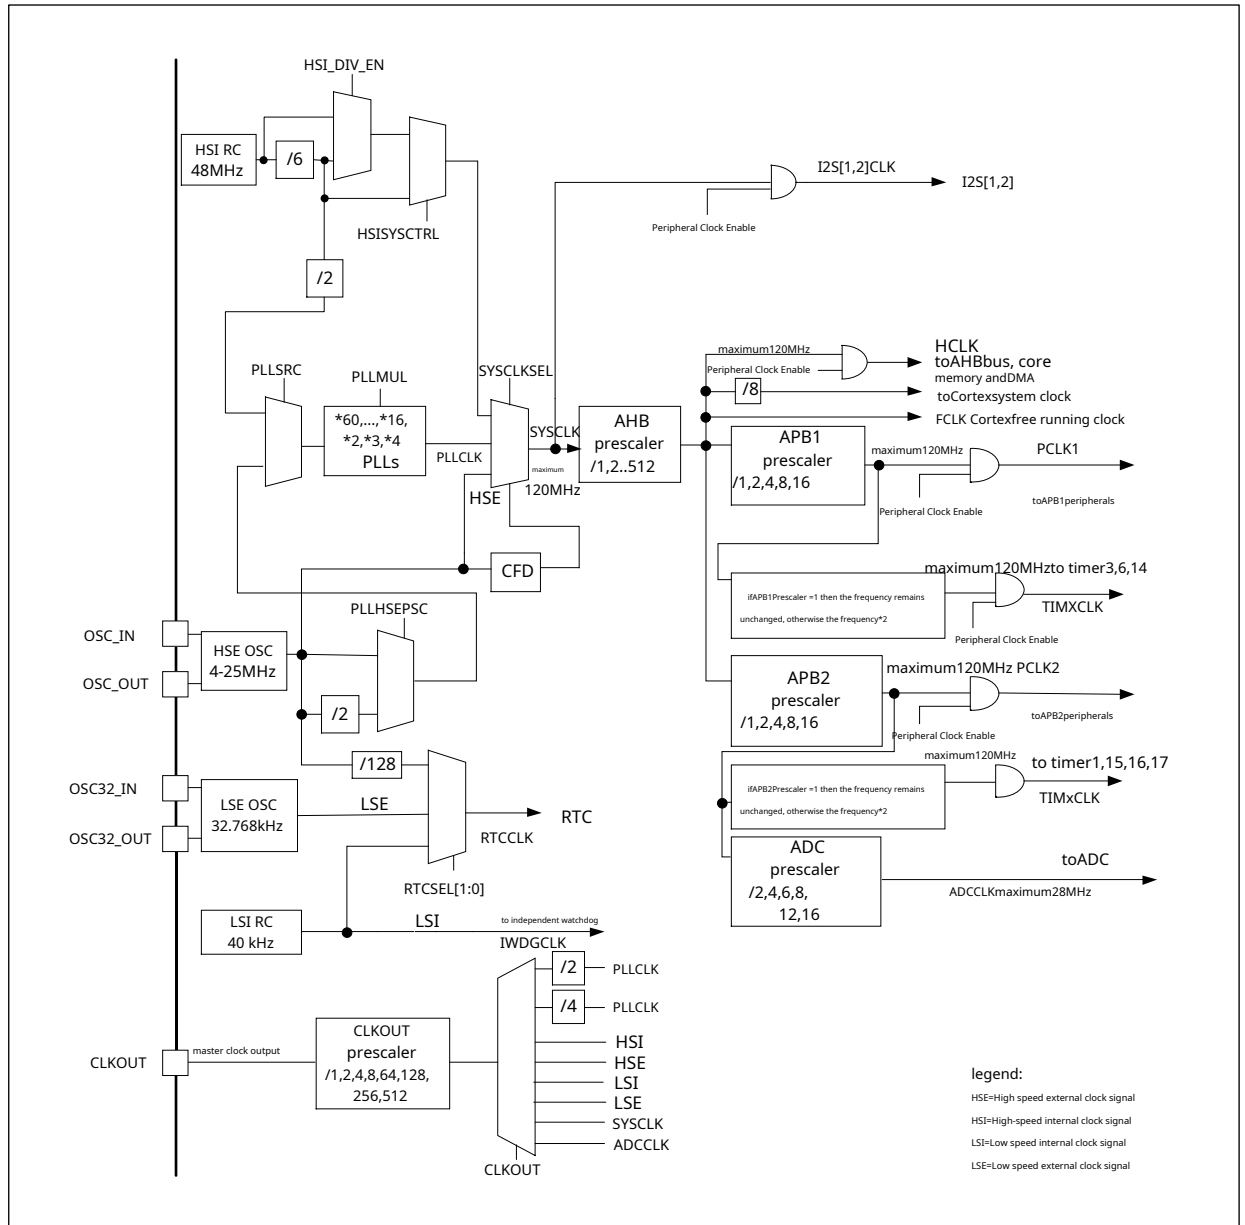 HSI_DIV_EN
HSI RC
48MHz
/6
HSISYSCTRL
/2
I2S[1,2]CLK
I2S[1,2]
Peripheral Clock Enable
PLLSRC
PLLMUL
*60,...,*16,
*2,*3,*4
PLLs
PLLCLK
SYSCLKSEL
SYSCLK
maximum
120MHz
HSE
CFD
AHB
prescaler
/1,2..512
maximum120MHz
Peripheral Clock Enable
HCLK
toAHBbus, core
memory andDMA
/8
toCortexsystem clock
FCLK Cortexfree running clock
APB1
prescaler
/1,2,4,8,16
maximum120MHz
PCLK1
Peripheral Clock Enable
toAPB1peripherals
maximum120MHzto timer3,6,14
ifAPB1Prescaler =1 then the frequency remains
unchanged, otherwise the frequency*2
TIMXCLK
Peripheral Clock Enable
OSC_IN
OSC_OUT
HSE OSC
4-25MHz
PLLHSEPSC
/2
APB2
prescaler
/1,2,4,8,16
maximum120MHz PCLK2
toAPB2peripherals
Peripheral Clock Enable
maximum120MHz
to timer1,15,16,17
ifAPB2Prescaler =1 then the frequency remains
unchanged, otherwise the frequency*2
TIMxCLK
/128
OSC32_IN
OSC32_OUT
LSE OSC
32.768kHz
LSE
RTC
RTCCLK
RTCSEL[1:0]
ADC
prescaler
/2,4,6,8,
12,16
toADC
ADCCLKmaximum28MHz
LSI RC
40 kHz
LSI
to independent watchdog
IWDGCLK
/2
PLLCLK
/4
PLLCLK
CLKOUT
master clock output
CLKOUT
prescaler
/1,2,4,8,64,128,
256,512
HSI
HSE
LSI
LSE
SYSCLK
ADCCLK
CLKOUT
legend:
HSE=High speed external clock signal
HSI=High-speed internal clock signal
LSI=Low speed internal clock signal
LSE=Low speed external clock signal